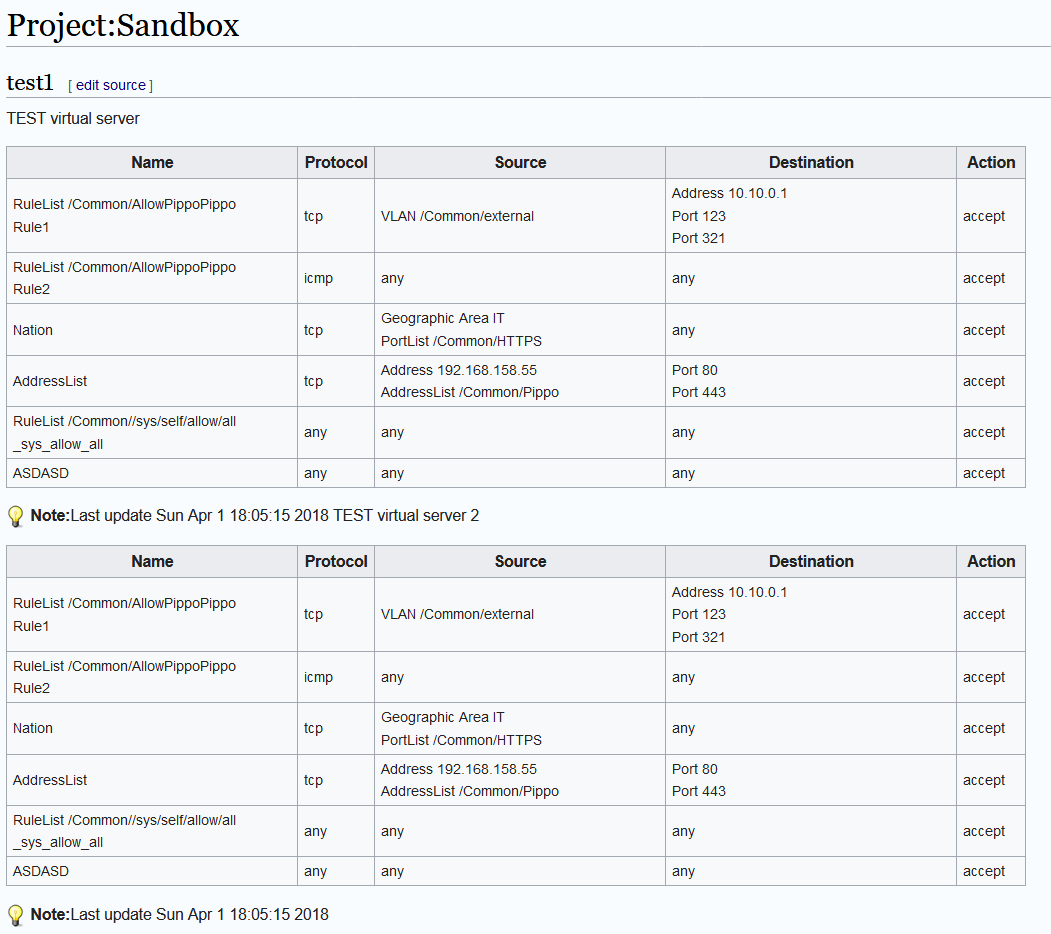 Project:Sandbox
test1 [ edit source ]
TEST virtual server
Name Protocol Source Destination Action
RuleList /Common/AllowPippoPippo
Rule1
tcp
VLAN /Common/external
Address 10.10.0.1
Port 123
Port 321
accept
RuleList /Common/AllowPippoPippo
Rule2
icmp
any
any
accept
Nation
tcp
Geographic Area IT
PortList /Common/HTTPS
any
accept
AddressList
tcp
Address 192.168.158.55
AddressList /Common/Pippo
Port 80
Port 443
accept
RuleList /Common//sys/self/allow/all
_sys_allow_all
any
any
any
accept
ASDASD
any
any
any
accept
Note:Last update Sun Apr 1 18:05:15 2018 TEST virtual server 2
Name Protocol Source Destination Action
RuleList /Common/AllowPippoPippo
Rule1
tcp
VLAN /Common/external
Address 10.10.0.1
Port 123
Port 321
accept
RuleList /Common/AllowPippoPippo
Rule2
icmp
any
any
accept
Nation
tcp
Geographic Area IT
PortList /Common/HTTPS
any
accept
AddressList
tcp
Address 192.168.158.55
AddressList /Common/Pippo
Port 80
Port 443
accept
RuleList /Common//sys/self/allow/all
_sys_allow_all
any
any
any
accept
ASDASD
any
any
any
accept
Note:Last update Sun Apr 1 18:05:15 2018